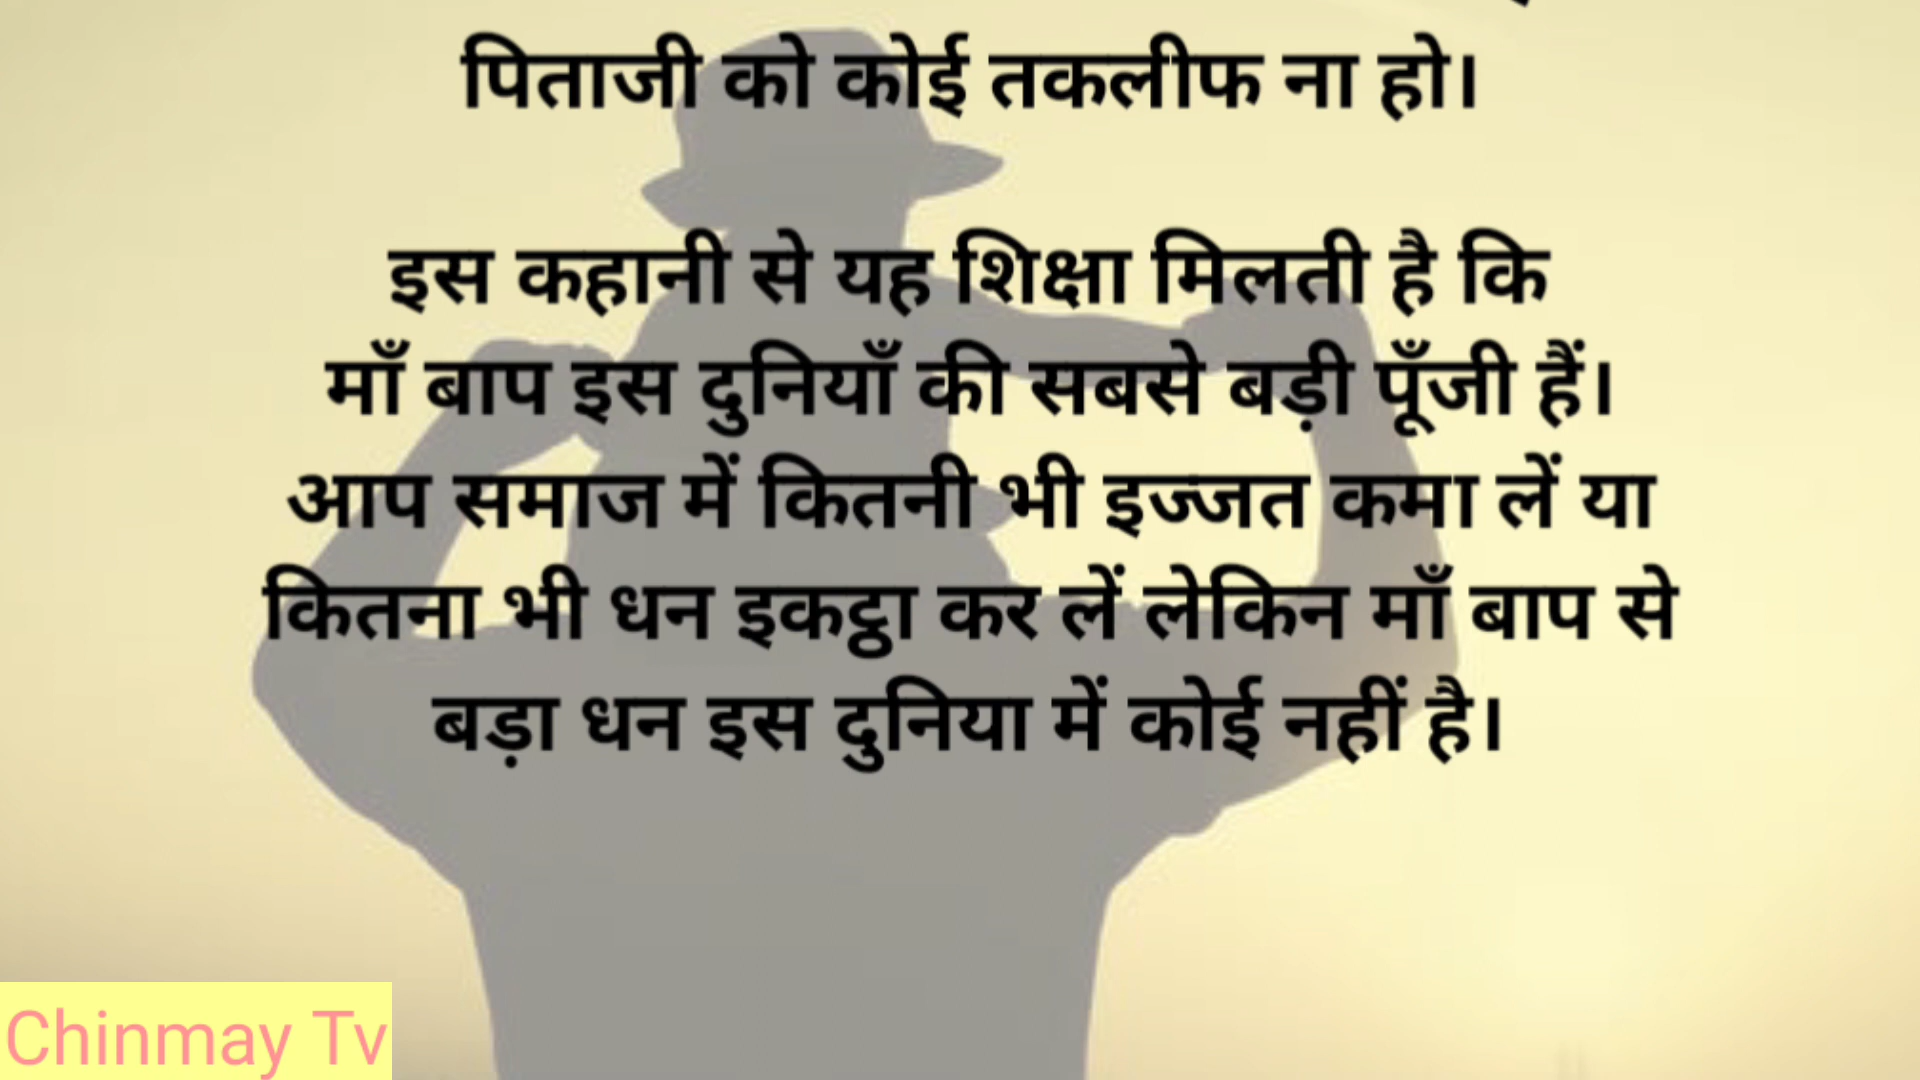 पिताजी को कोई तकलीफ ना हो।
इस कहानी से यह शिक्षा मिलती है कि
माँ बाप इस दुनियाँ की सबसे बड़ी पूँजी हैं।
आप समाज में कितनी भी इज्जत कमा लें या
कितना भी धन इकट्ठा कर लें लेकिन माँ बाप से
बड़ा धन इस दुनिया में कोई नहीं है।
Chinmay Tv